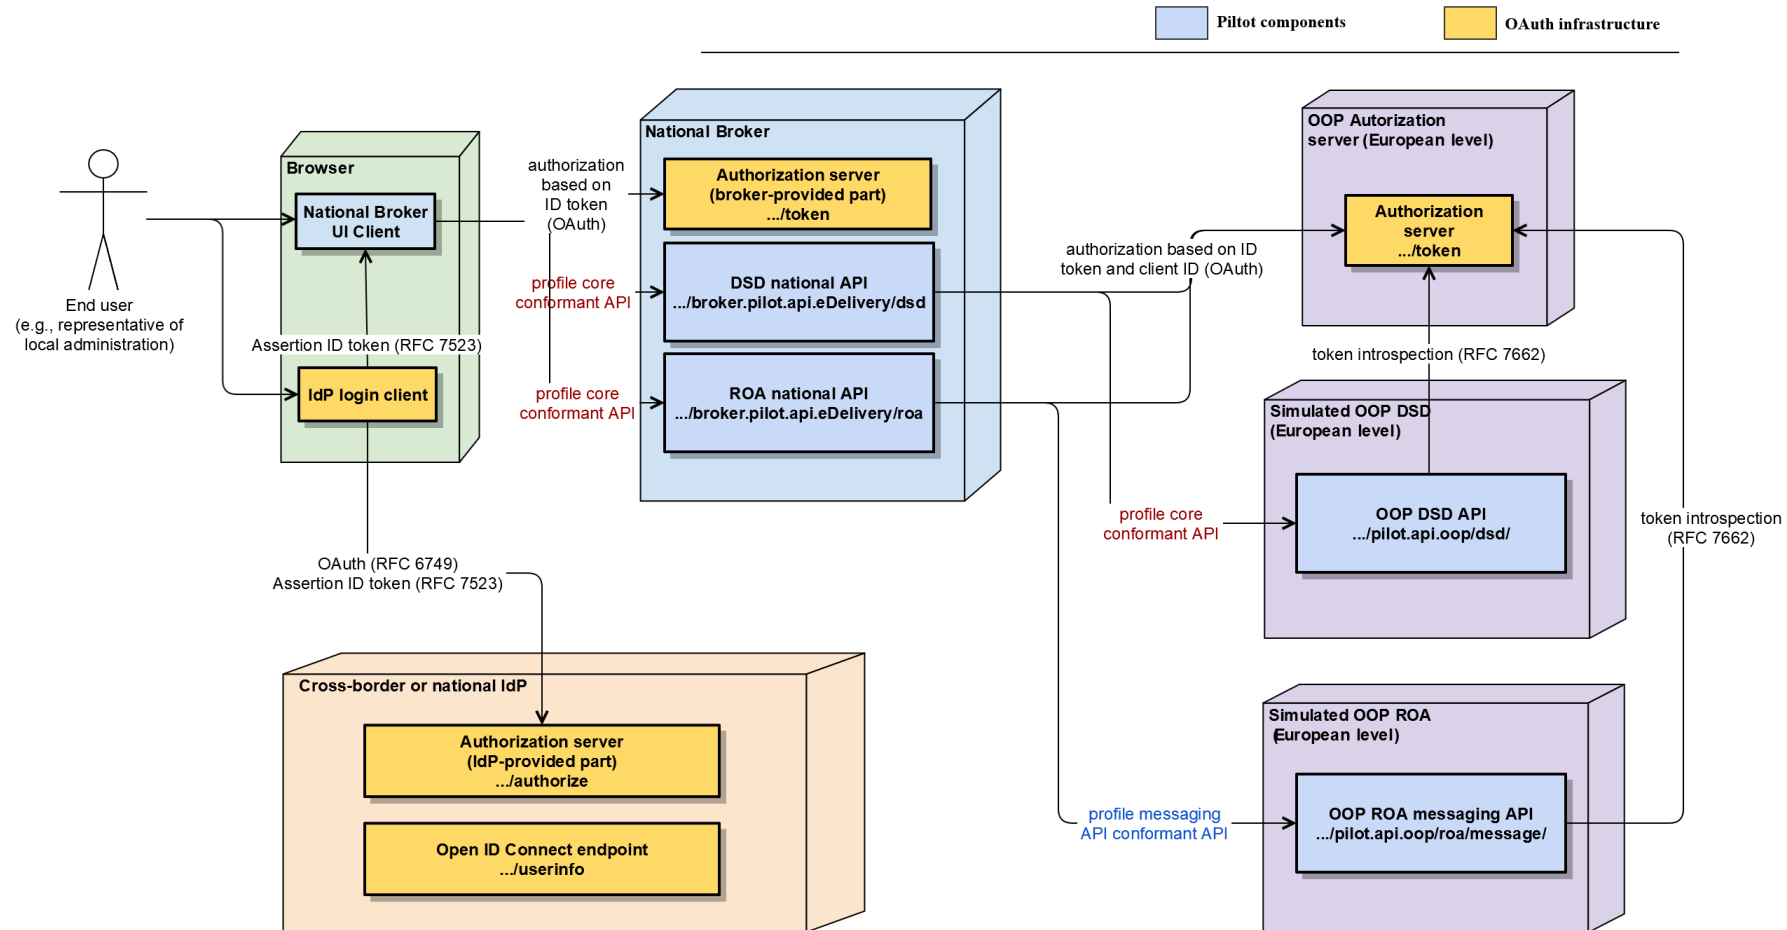 Piltot components
OAuth infrastructure
End user
(e.g., representative of
local administration)
Browser
National Broker
UI Client
Assertion ID token (RFC 7523)
IdP login client
OAuth (RFC 6749)
Assertion ID token (RFC 7523)
authorization
based on
ID token
(OAuth)
profile core
conformant API
profile core
conformant API
National Broker
Authorization server
(broker-provided part)
.../token
DSD national API
.../broker.pilot.api.eDelivery/dsd
ROA national API
.../broker.pilot.api.eDelivery/roa
authorization based on ID
token and client ID (OAuth)
OOP Autorization
server (European level)
Authorization
server
.../token
token introspection (RFC 7662)
Simulated OOP DSD
(European level)
OOP DSD API
.../pilot.api.oop/dsd/
profile core
conformant API
token introspection
(RFC 7662)
Cross-border or national IdP
Authorization server
(IdP-provided part)
.../authorize
Open ID Connect endpoint
.../userinfo
profile messaging
API conformant API
Simulated OOP ROA
(European level)
OOP ROA messaging API
.../pilot.api.oop/roa/message/